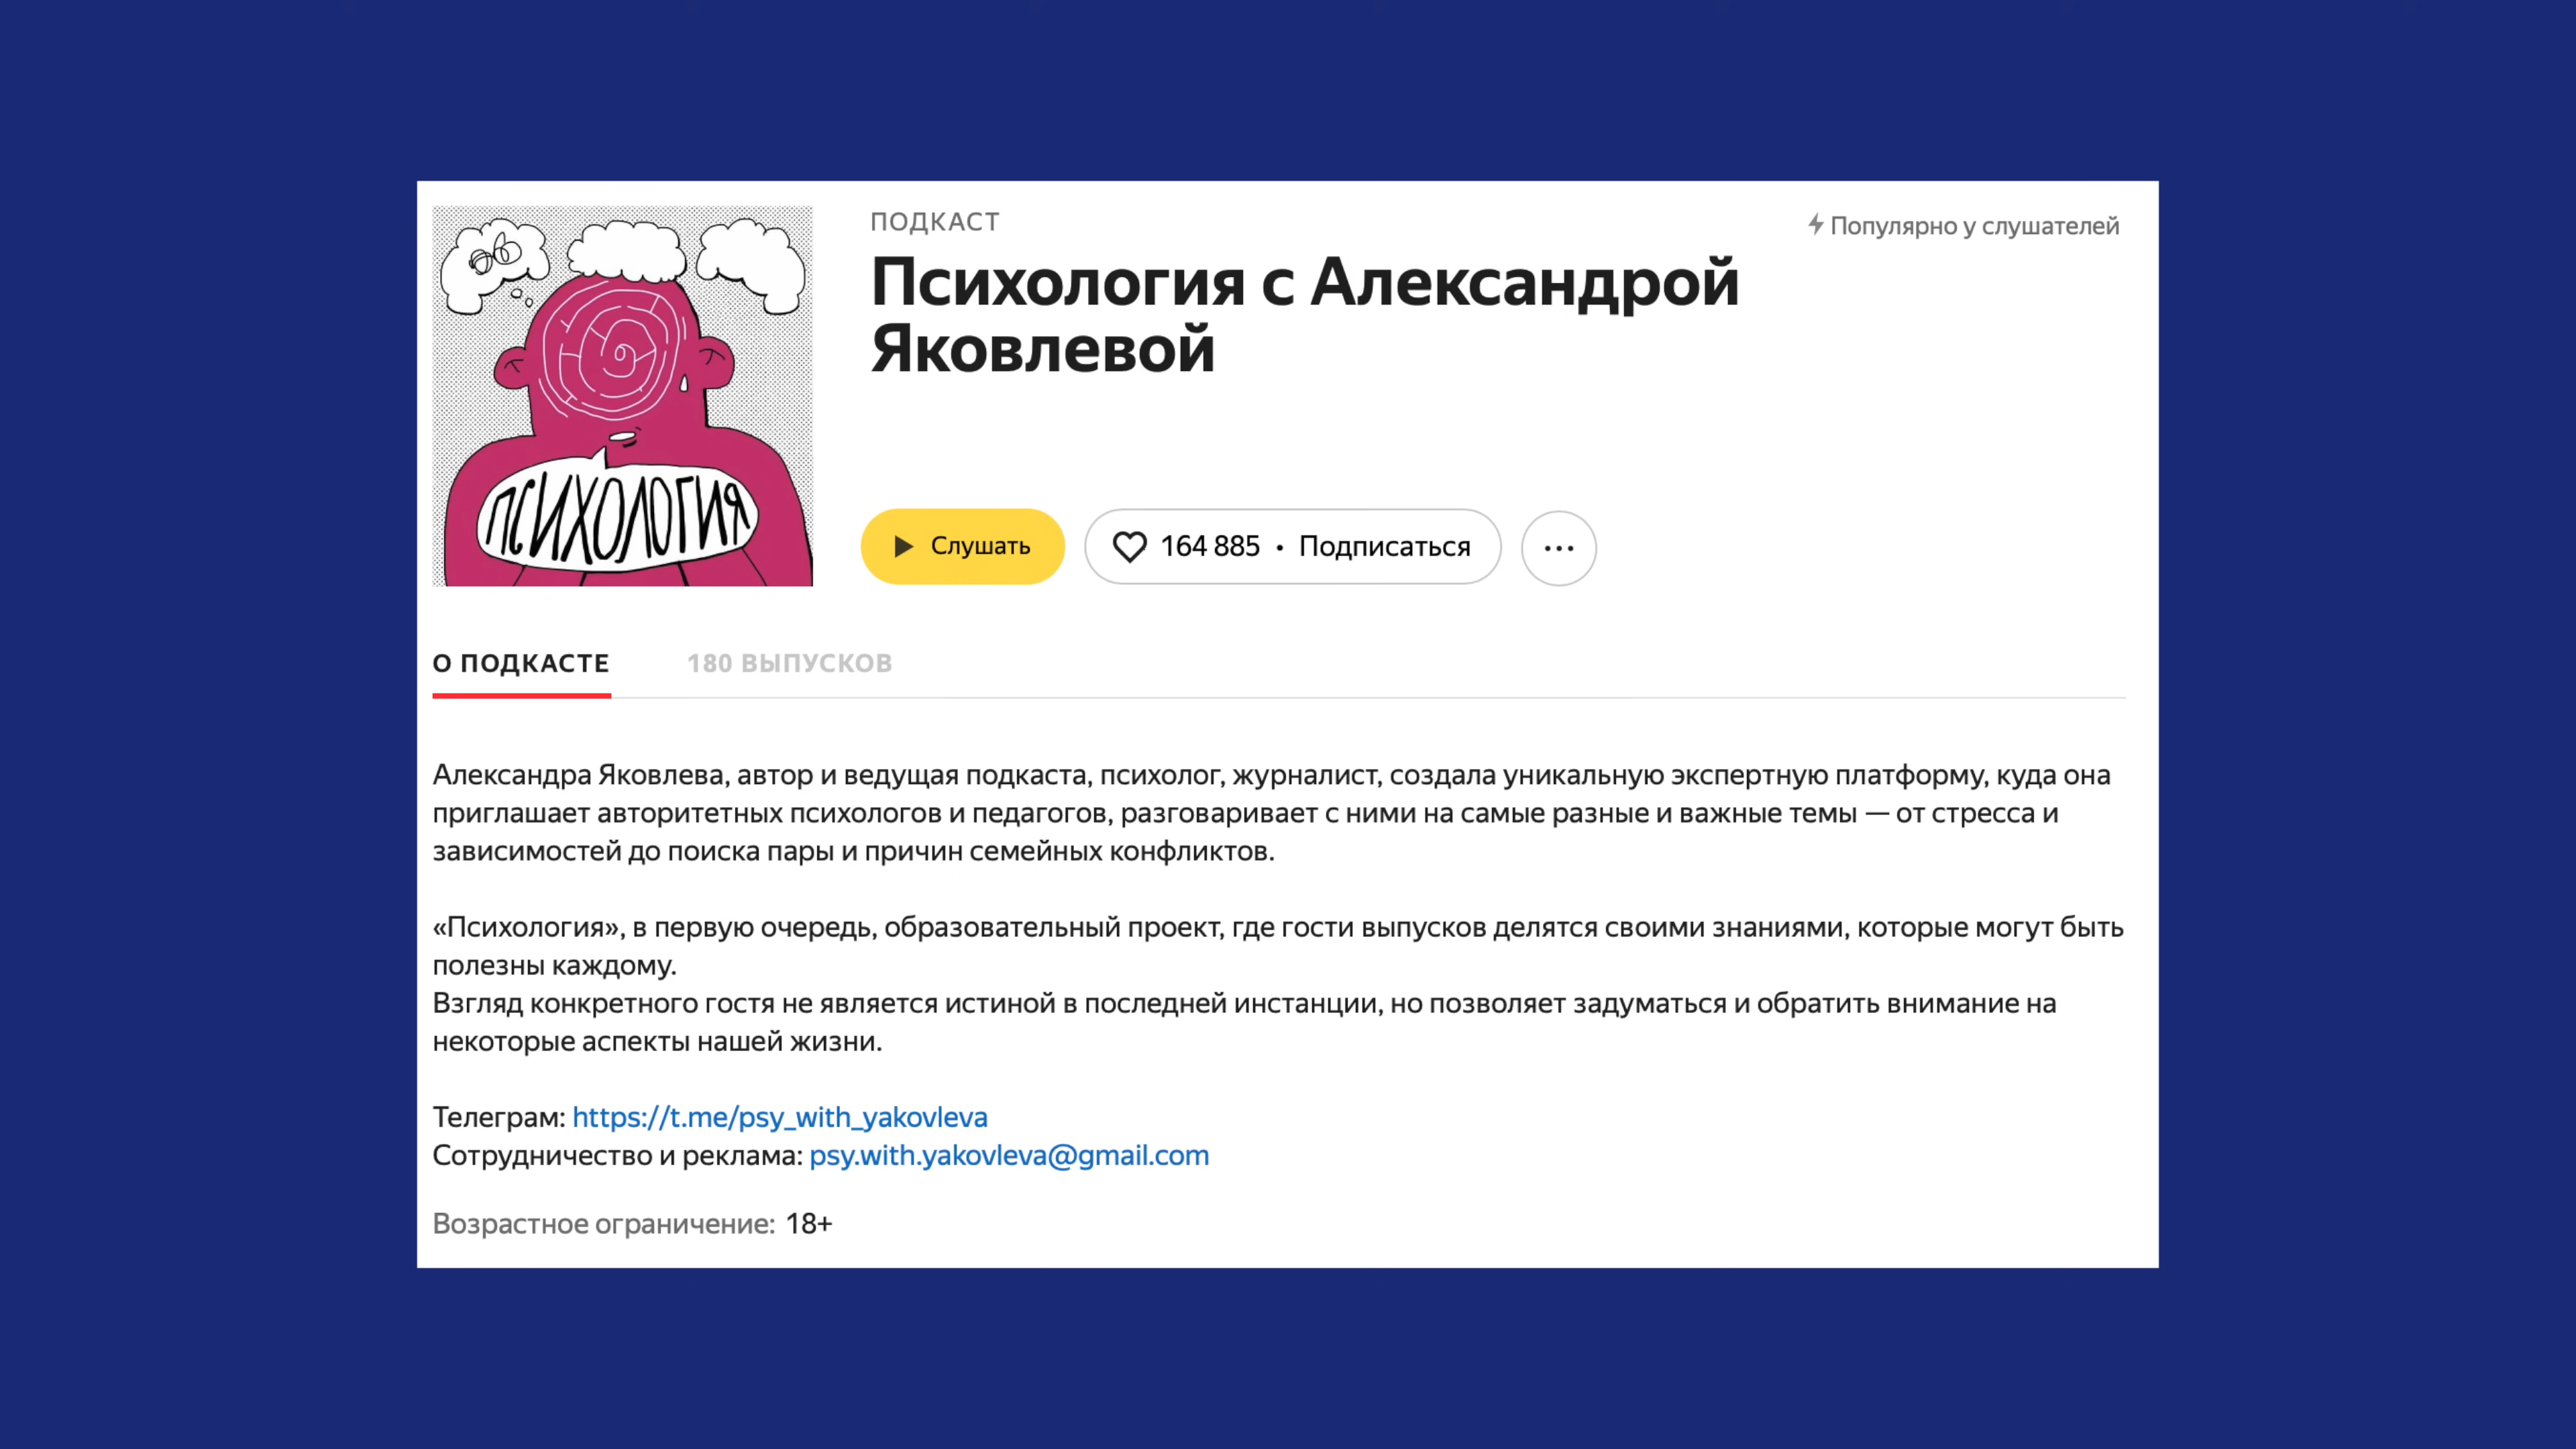 ПОДКАСТ
Популярно у слушателей
Психология с Александрой
Яковлевой
ПСИХОЛОГИЯ
Слушать
164 885 • Подписаться
О ПОДКАСТЕ
180 ВЫПУСКОВ
Александра Яковлева, автор и ведущая подкаста, психолог, журналист, создала уникальную экспертную платформу, куда она
приглашает авторитетных психологов и педагогов, разговаривает с ними на самые разные и важные темы — от стресса и
зависимостей до поиска пары и причин семейных конфликтов.
«Психология», в первую очередь, образовательный проект, где гости выпусков делятся своими знаниями, которые могут быть
полезны каждому.
Взгляд конкретного гостя не является истиной в последней инстанции, но позволяет задуматься и обратить внимание на
некоторые аспекты нашей жизни.
Телеграм: https://t.me/psy_with_yakovleva
Сотрудничество и реклама: psy.with.yakovleva@gmail.com
Возрастное ограничение: 18+